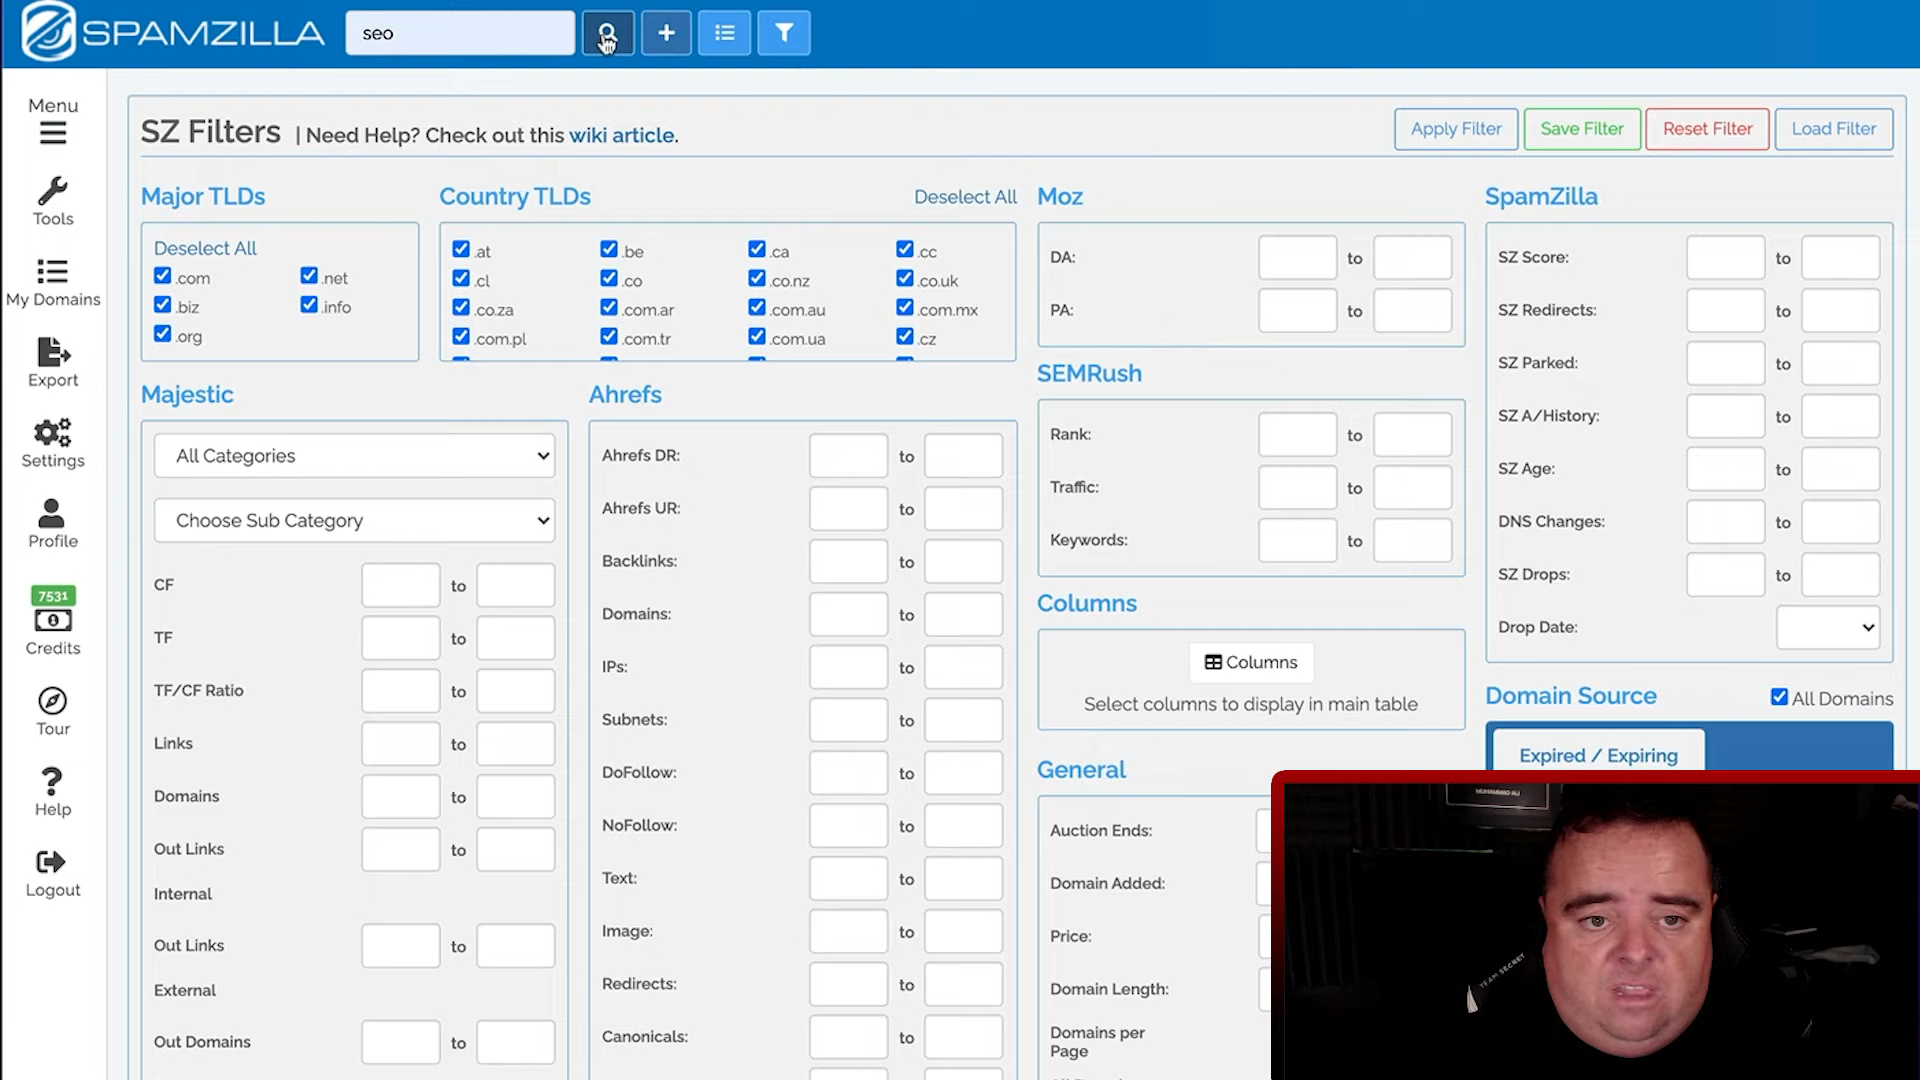 SPAMZILLA
seo
Menu
Tools
My Domains
Export
Settings
Profile
7531
Credits
Tour
Help
Logout
SZ Filters | Need Help? Check out this wiki article.
Apply Filter
Save Filter
Reset Filter
Load Filter
Major TLDs
Deselect All
.com
.net
.biz
.info
.org
Country TLDs
Deselect All
.at
.be
.ca
.cc
.cl
.co
.co.nz
.co.uk
.co.za
.com.ar
.com.au
.com.mx
.com.pl
.com.tr
.com.ua
.cz
Majestic
All Categories
Choose Sub Category
CF to
TF to
TF/CF Ratio to
Links to
Domains to
Out Links to
Internal
Out Links to
External
Out Domains to
Ahrefs
Ahrefs DR: to
Ahrefs UR: to
Backlinks: to
Domains: to
IPs: to
Subnets: to
DoFollow: to
NoFollow: to
Text: to
Image: to
Redirects: to
Canonicals: to
Moz
DA: to
PA: to
SEMRush
Rank: to
Traffic: to
Keywords: to
Columns
Columns
Select columns to display in main table
General
Auction Ends:
Domain Added:
Price:
Domain Length:
Domains per
Page
SpamZilla
SZ Score: to
SZ Redirects: to
SZ Parked: to
SZ A/History: to
SZ Age: to
DNS Changes: to
SZ Drops: to
Drop Date:
Domain Source
All Domains
Expired / Expiring
MUHAMMAD ALI
TEAM SECRET